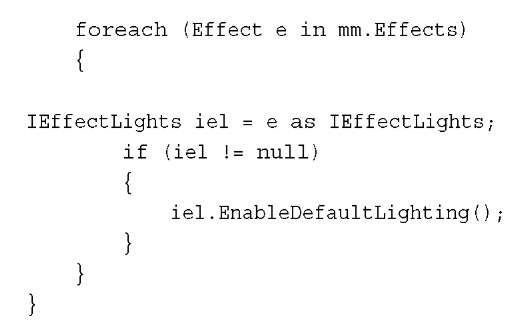 foreach (Effect e in mm.Effects)
    {

IEffectLights iel = e as IEffectLights;
        if (iel != null)
        {
            iel.EnableDefaultLighting();
        }
    }
}